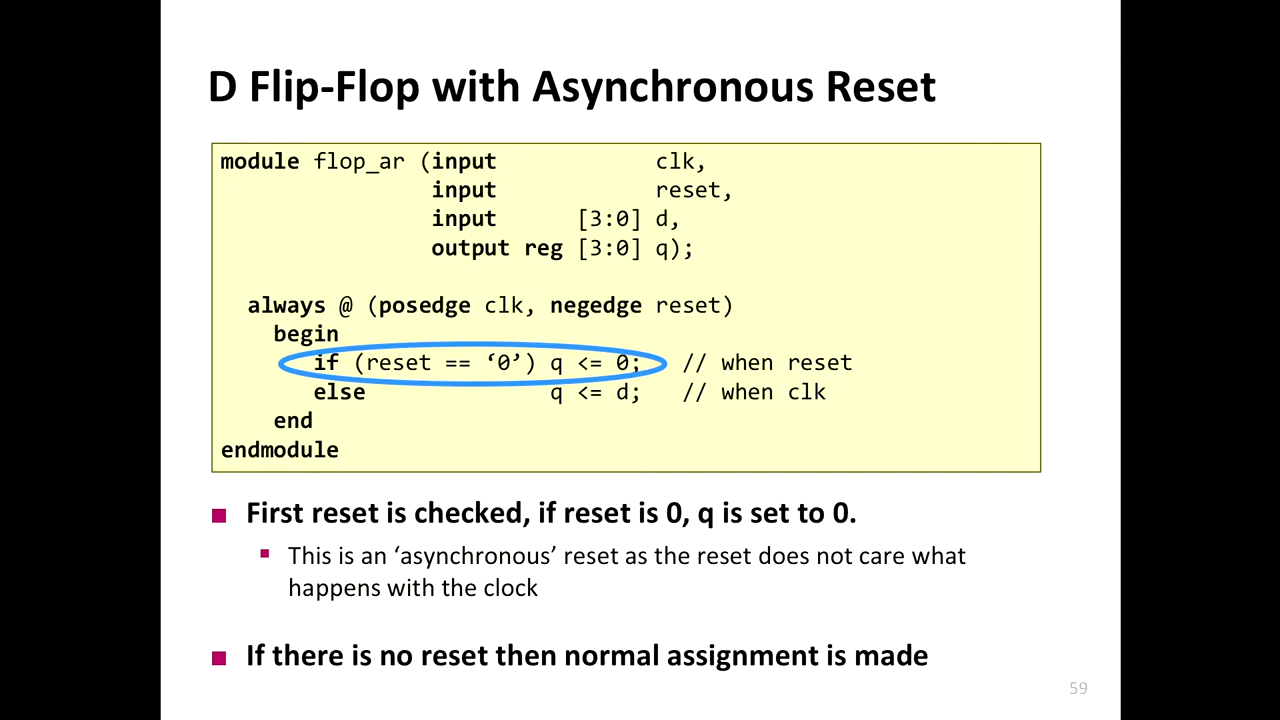 D Flip-Flop with Asynchronous Reset
module flop_ar (input            clk,
                input            reset,
                input      [3:0] d,
                output reg [3:0] q);
  always @ (posedge clk, negedge reset)
    begin
       if (reset == ‘0’) q <= 0;   // when reset
       else              q <= d;   // when clk
    end
endmodule
■ First reset is checked, if reset is 0, q is set to 0.
▪ This is an ‘asynchronous’ reset as the reset does not care what
happens with the clock
■ If there is no reset then normal assignment is made
59